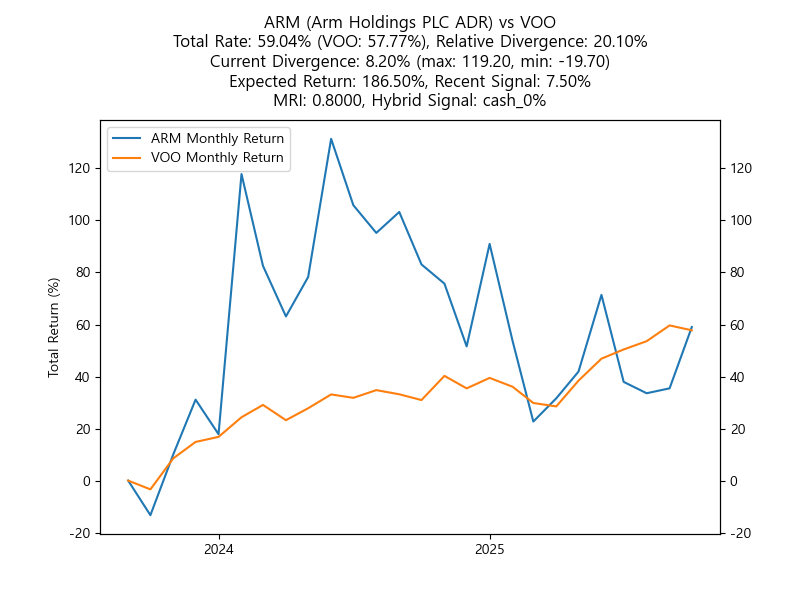 ARM (Arm Holdings PLC ADR) vs VOO
Total Rate: 59.04% (VOO: 57.77%), Relative Divergence: 20.10%
Current Divergence: 8.20% (max: 119.20, min: -19.70)
Expected Return: 186.50%, Recent Signal: 7.50%
MRI: 0.8000, Hybrid Signal: cash_0%
ARM Monthly Return
VOO Monthly Return
Total Return (%)
120
100
80
60
40
20
0
-20
120
100
80
60
40
20
0
-20
2024
2025